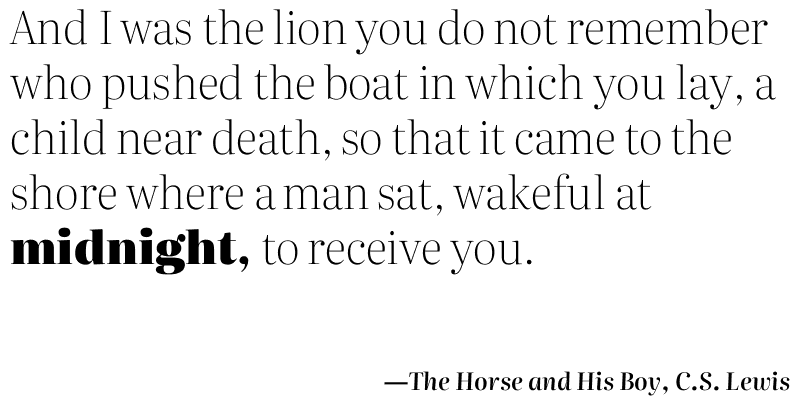 And I was the lion you do not remember
who pushed the boat in which you lay, a
child near death, so that it came to the
shore where a man sat, wakeful at
midnight, to receive you.
—The Horse and His Boy, C.S. Lewis